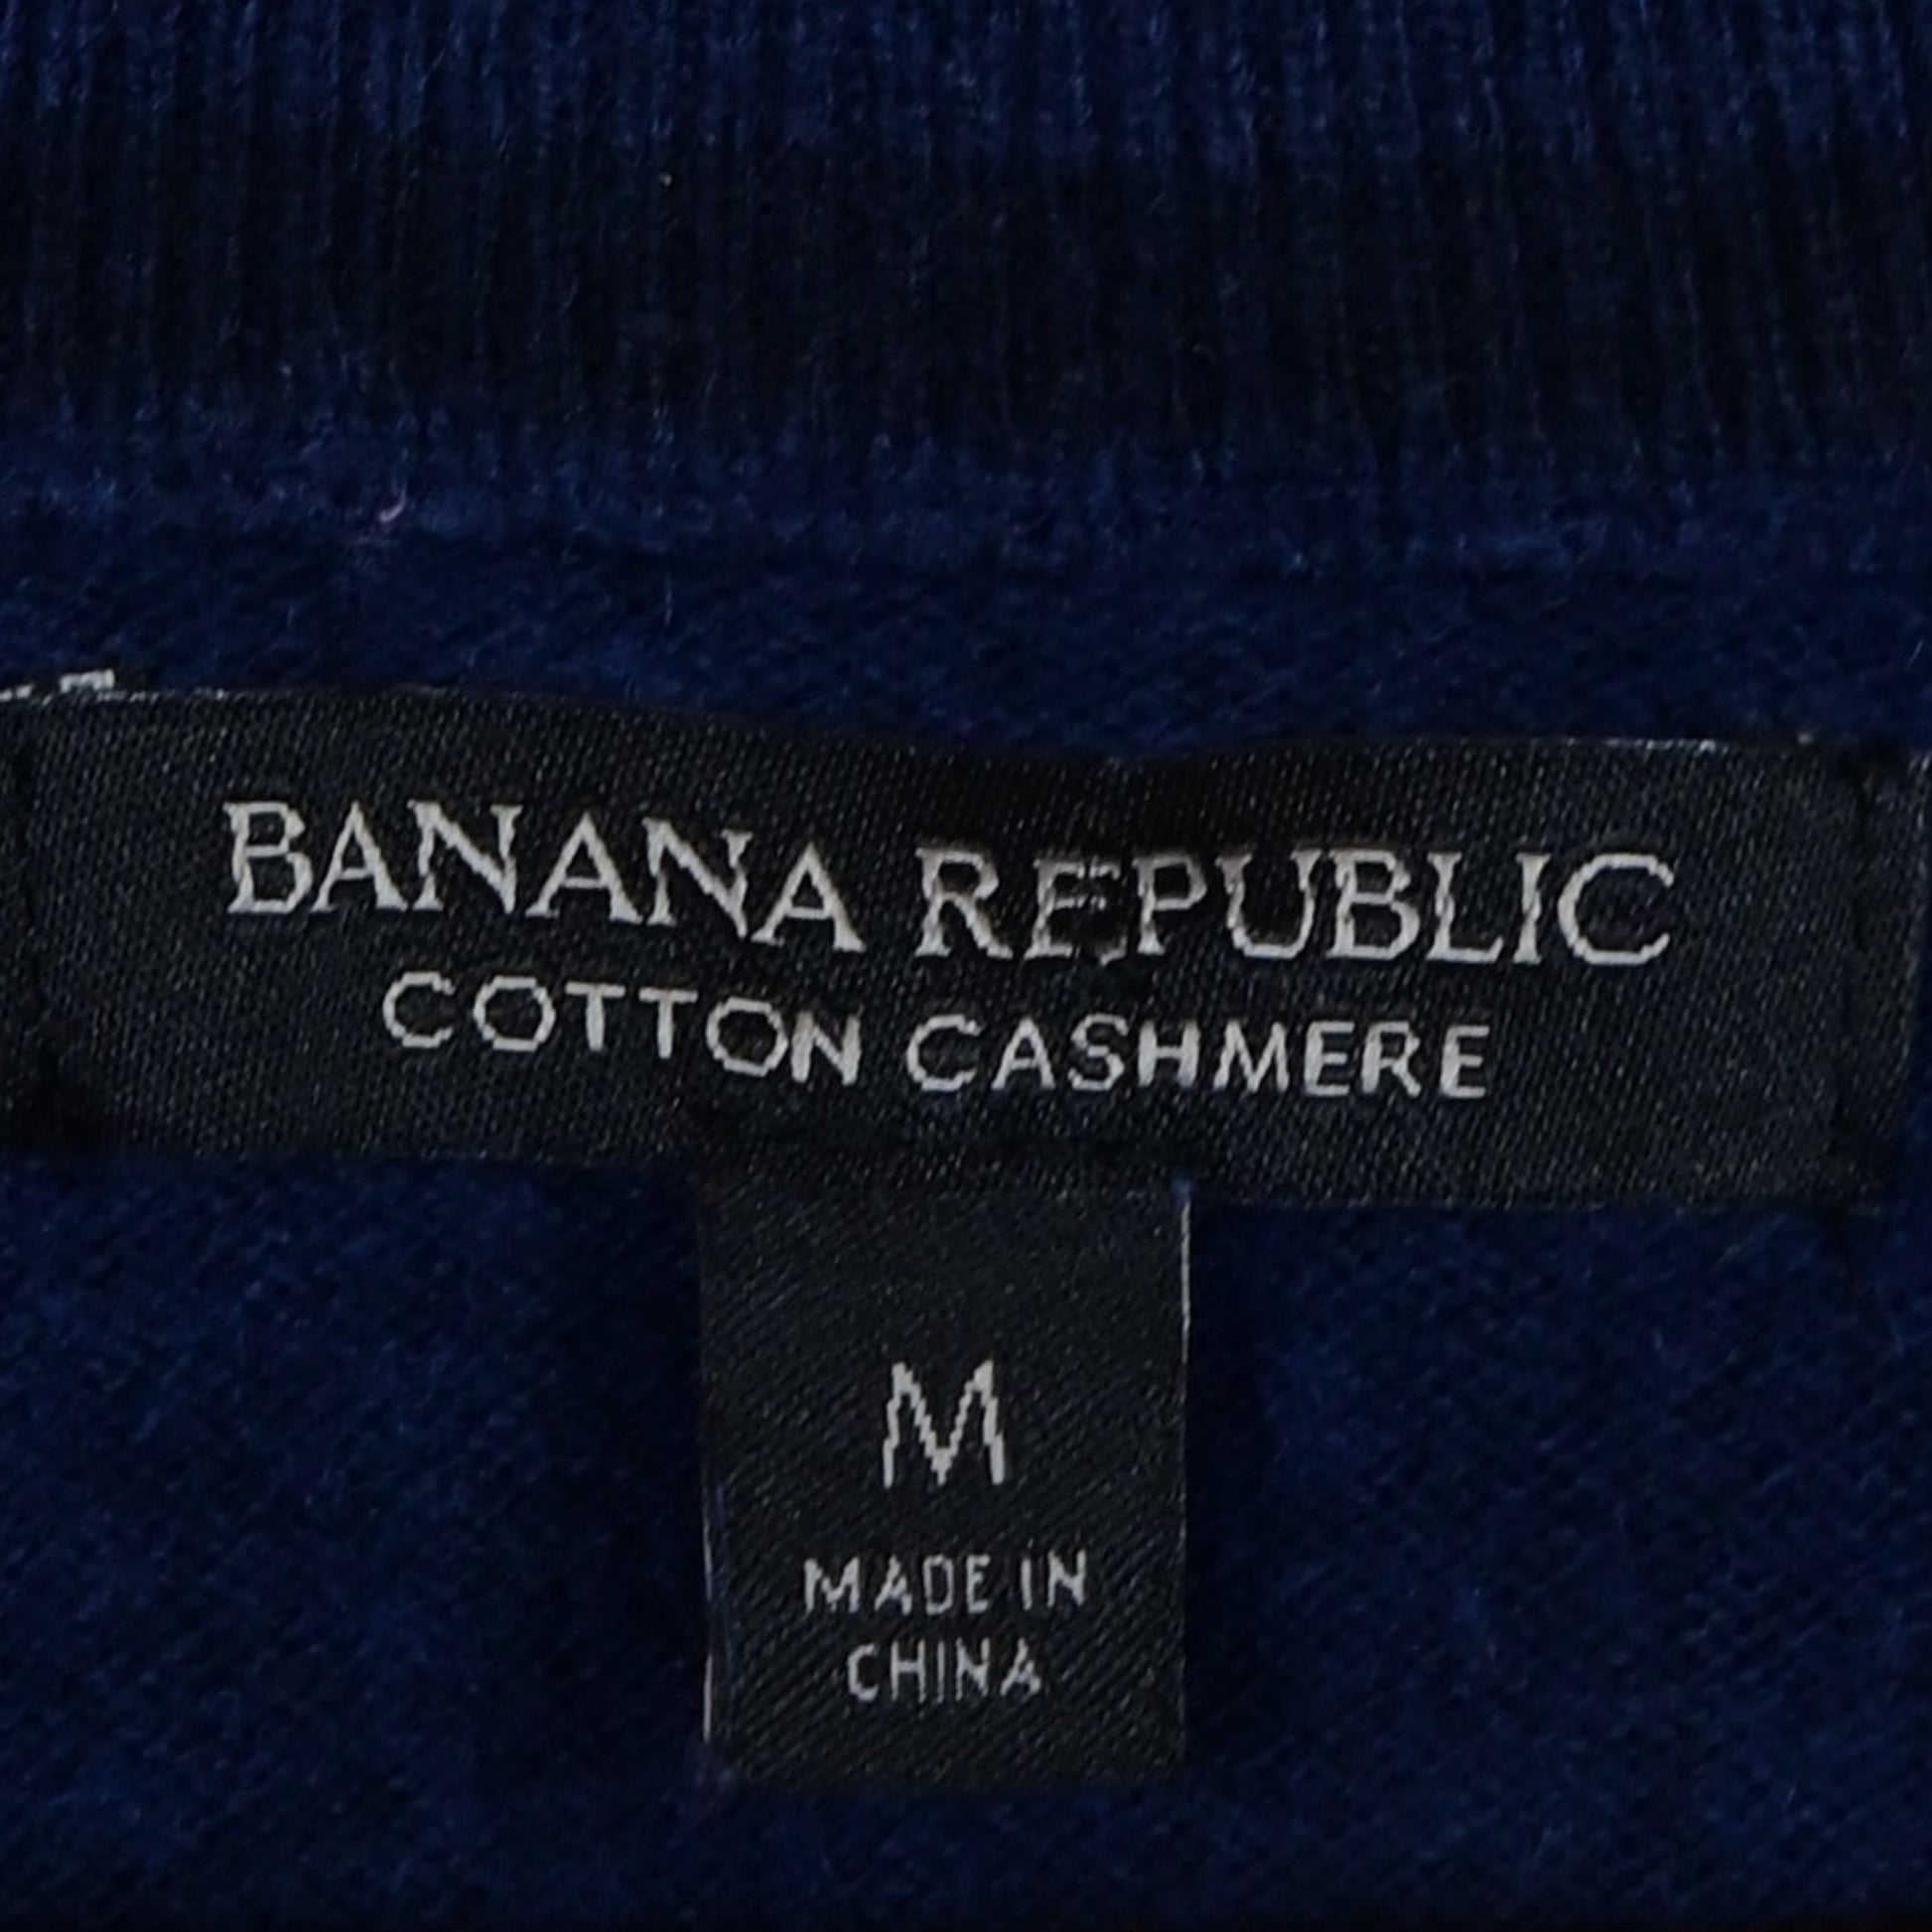 BANANA REPUBLIC
COTTON CASHMERE
M
MADE IN
CHINA